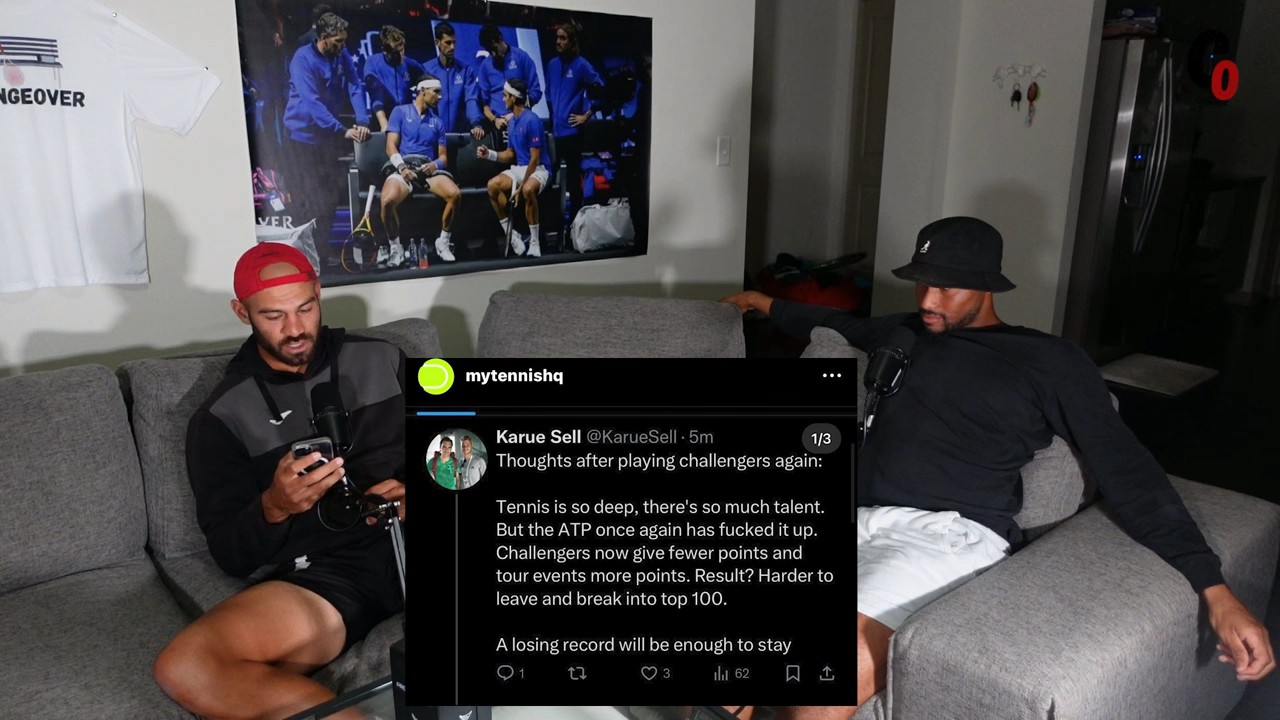 NGEOVER
VER
0
mytennishq
Karue Sell @KarueSell · 5m
1/3
Thoughts after playing challengers again:
Tennis is so deep, there's so much talent.
But the ATP once again has fucked it up.
Challengers now give fewer points and
tour events more points. Result? Harder to
leave and break into top 100.
A losing record will be enough to stay
1
3
62